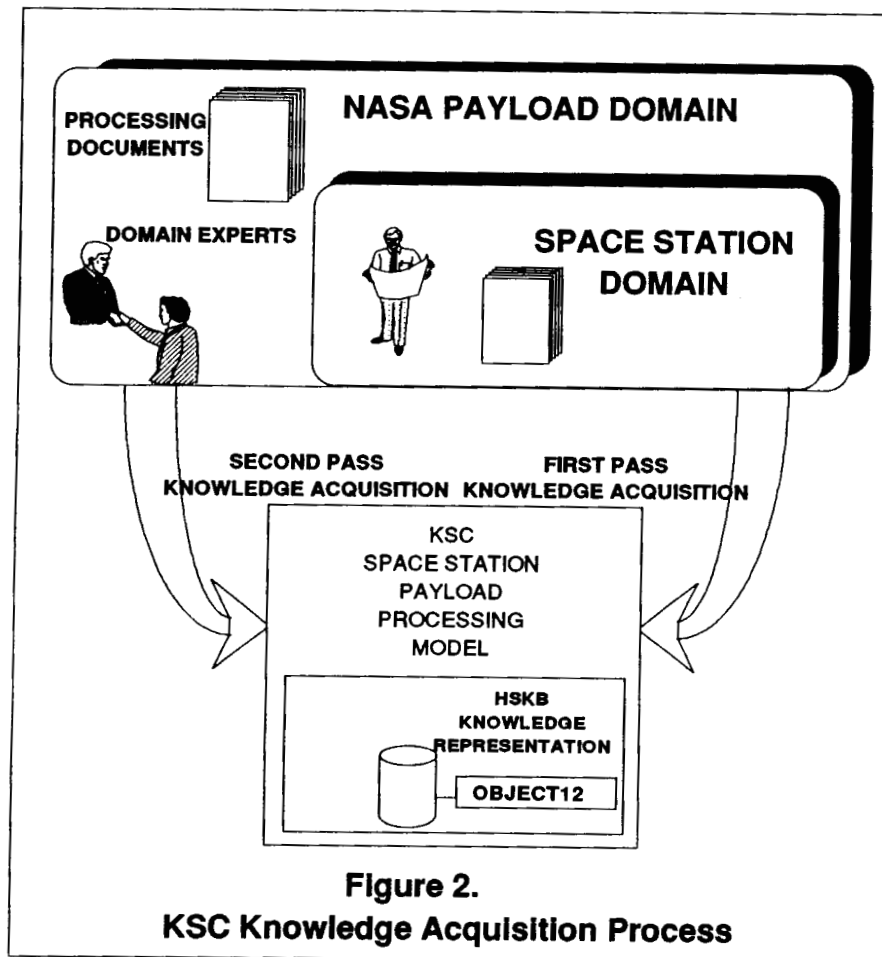 NASA PAYLOAD DOMAIN
PROCESSING
DOCUMENTS
DOMAIN EXPERTS
SPACE STATION
DOMAIN
SECOND PASS
KNOWLEDGE ACQUISITION
FIRST PASS
KNOWLEDGE ACQUISITION
KSC
SPACE STATION
PAYLOAD
PROCESSING
MODEL
HSKB
KNOWLEDGE
REPRESENTATION
OBJECT12
Figure 2.
KSC Knowledge Acquisition Process